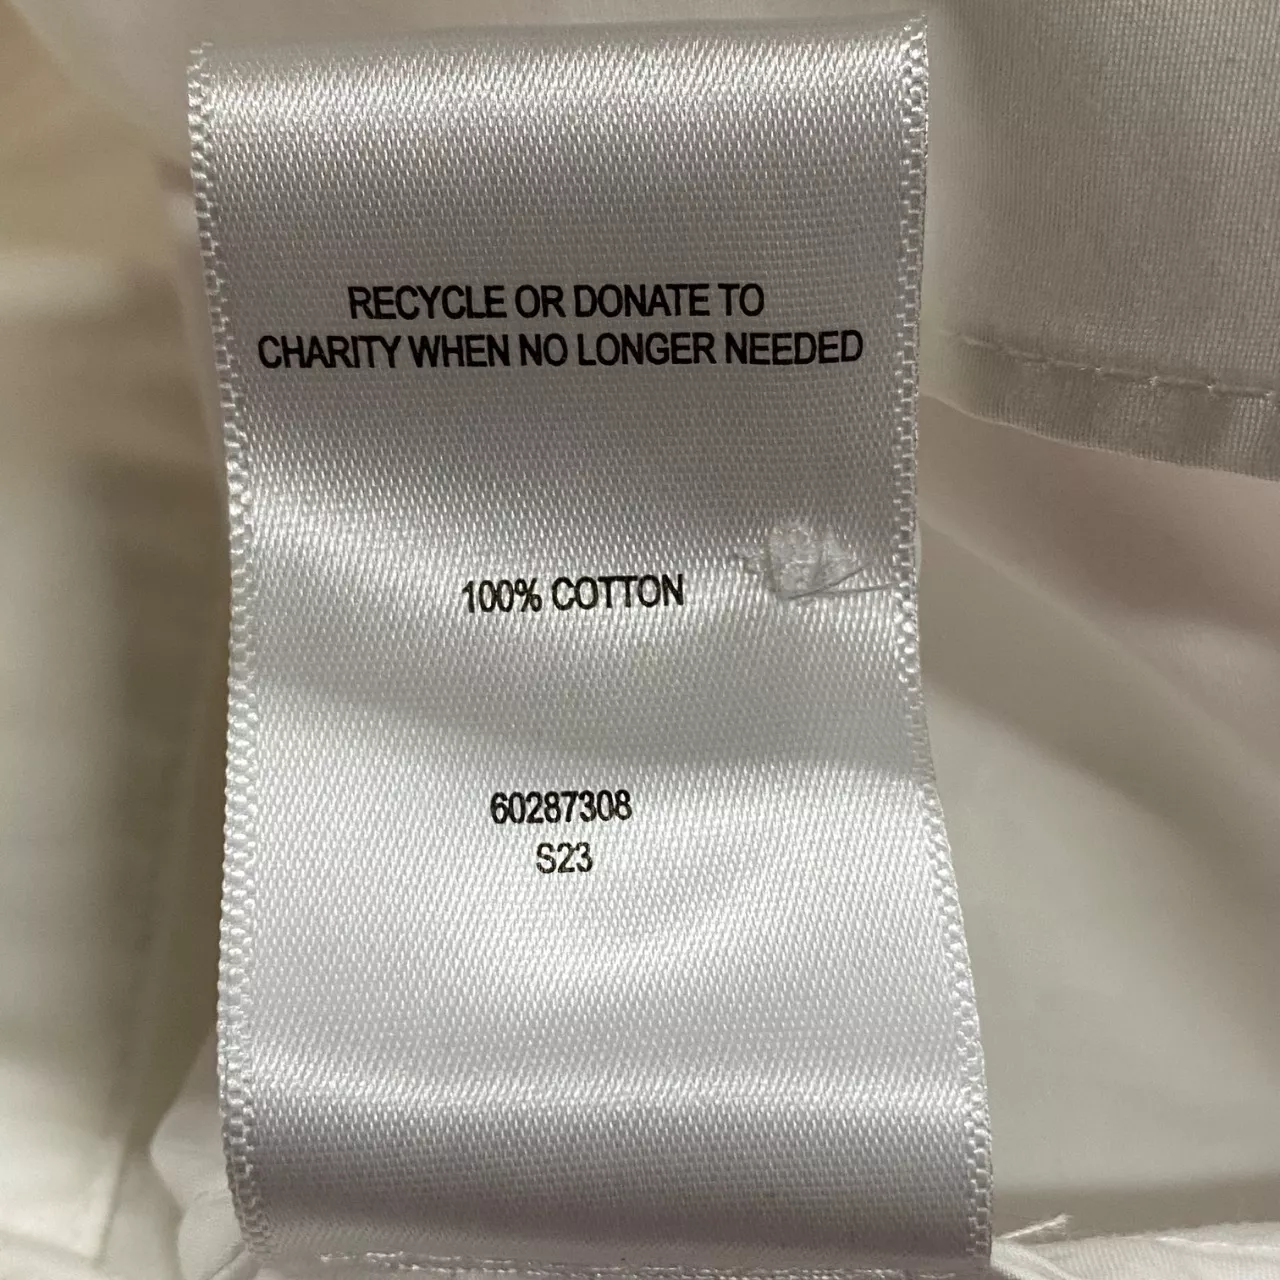 RECYCLE OR DONATE TO
CHARITY WHEN NO LONGER NEEDED
100% COTTON
60287308
S23